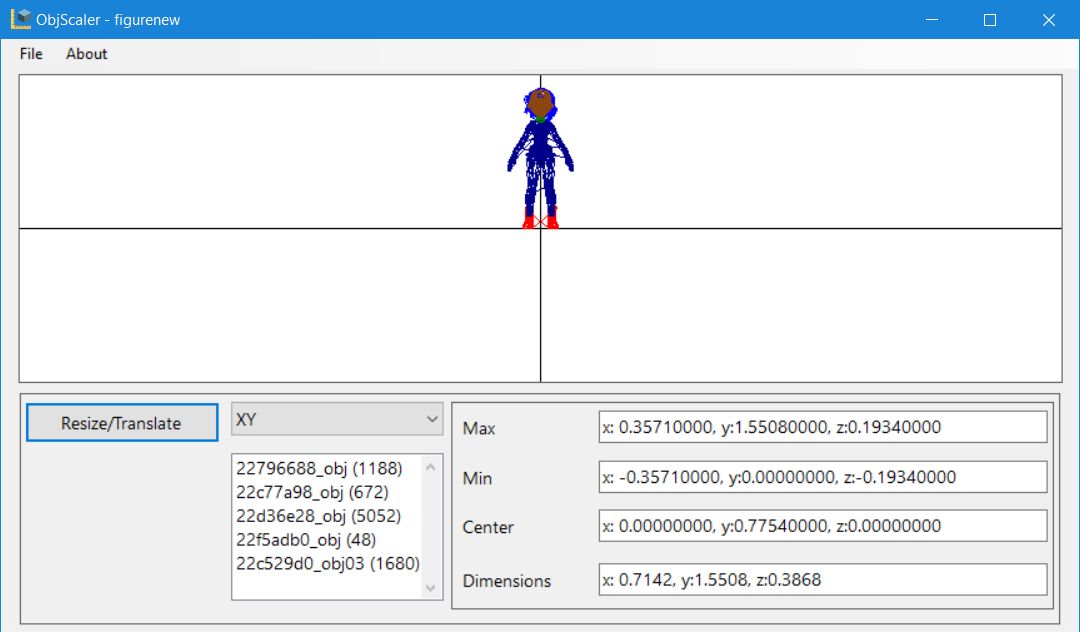 ObjScaler - figurenew
File About
Resize/Translate
XY
22796688_obj (1188)
22c77a98_obj (672)
22d36e28_obj (5052)
22f5adb0_obj (48)
22c529d0_obj03 (1680)
Max x: 0.35710000, y:1.55080000, z:0.19340000
Min x: -0.35710000, y:0.00000000, z:-0.19340000
Center x: 0.00000000, y:0.77540000, z:0.00000000
Dimensions x: 0.7142, y:1.5508, z:0.3868